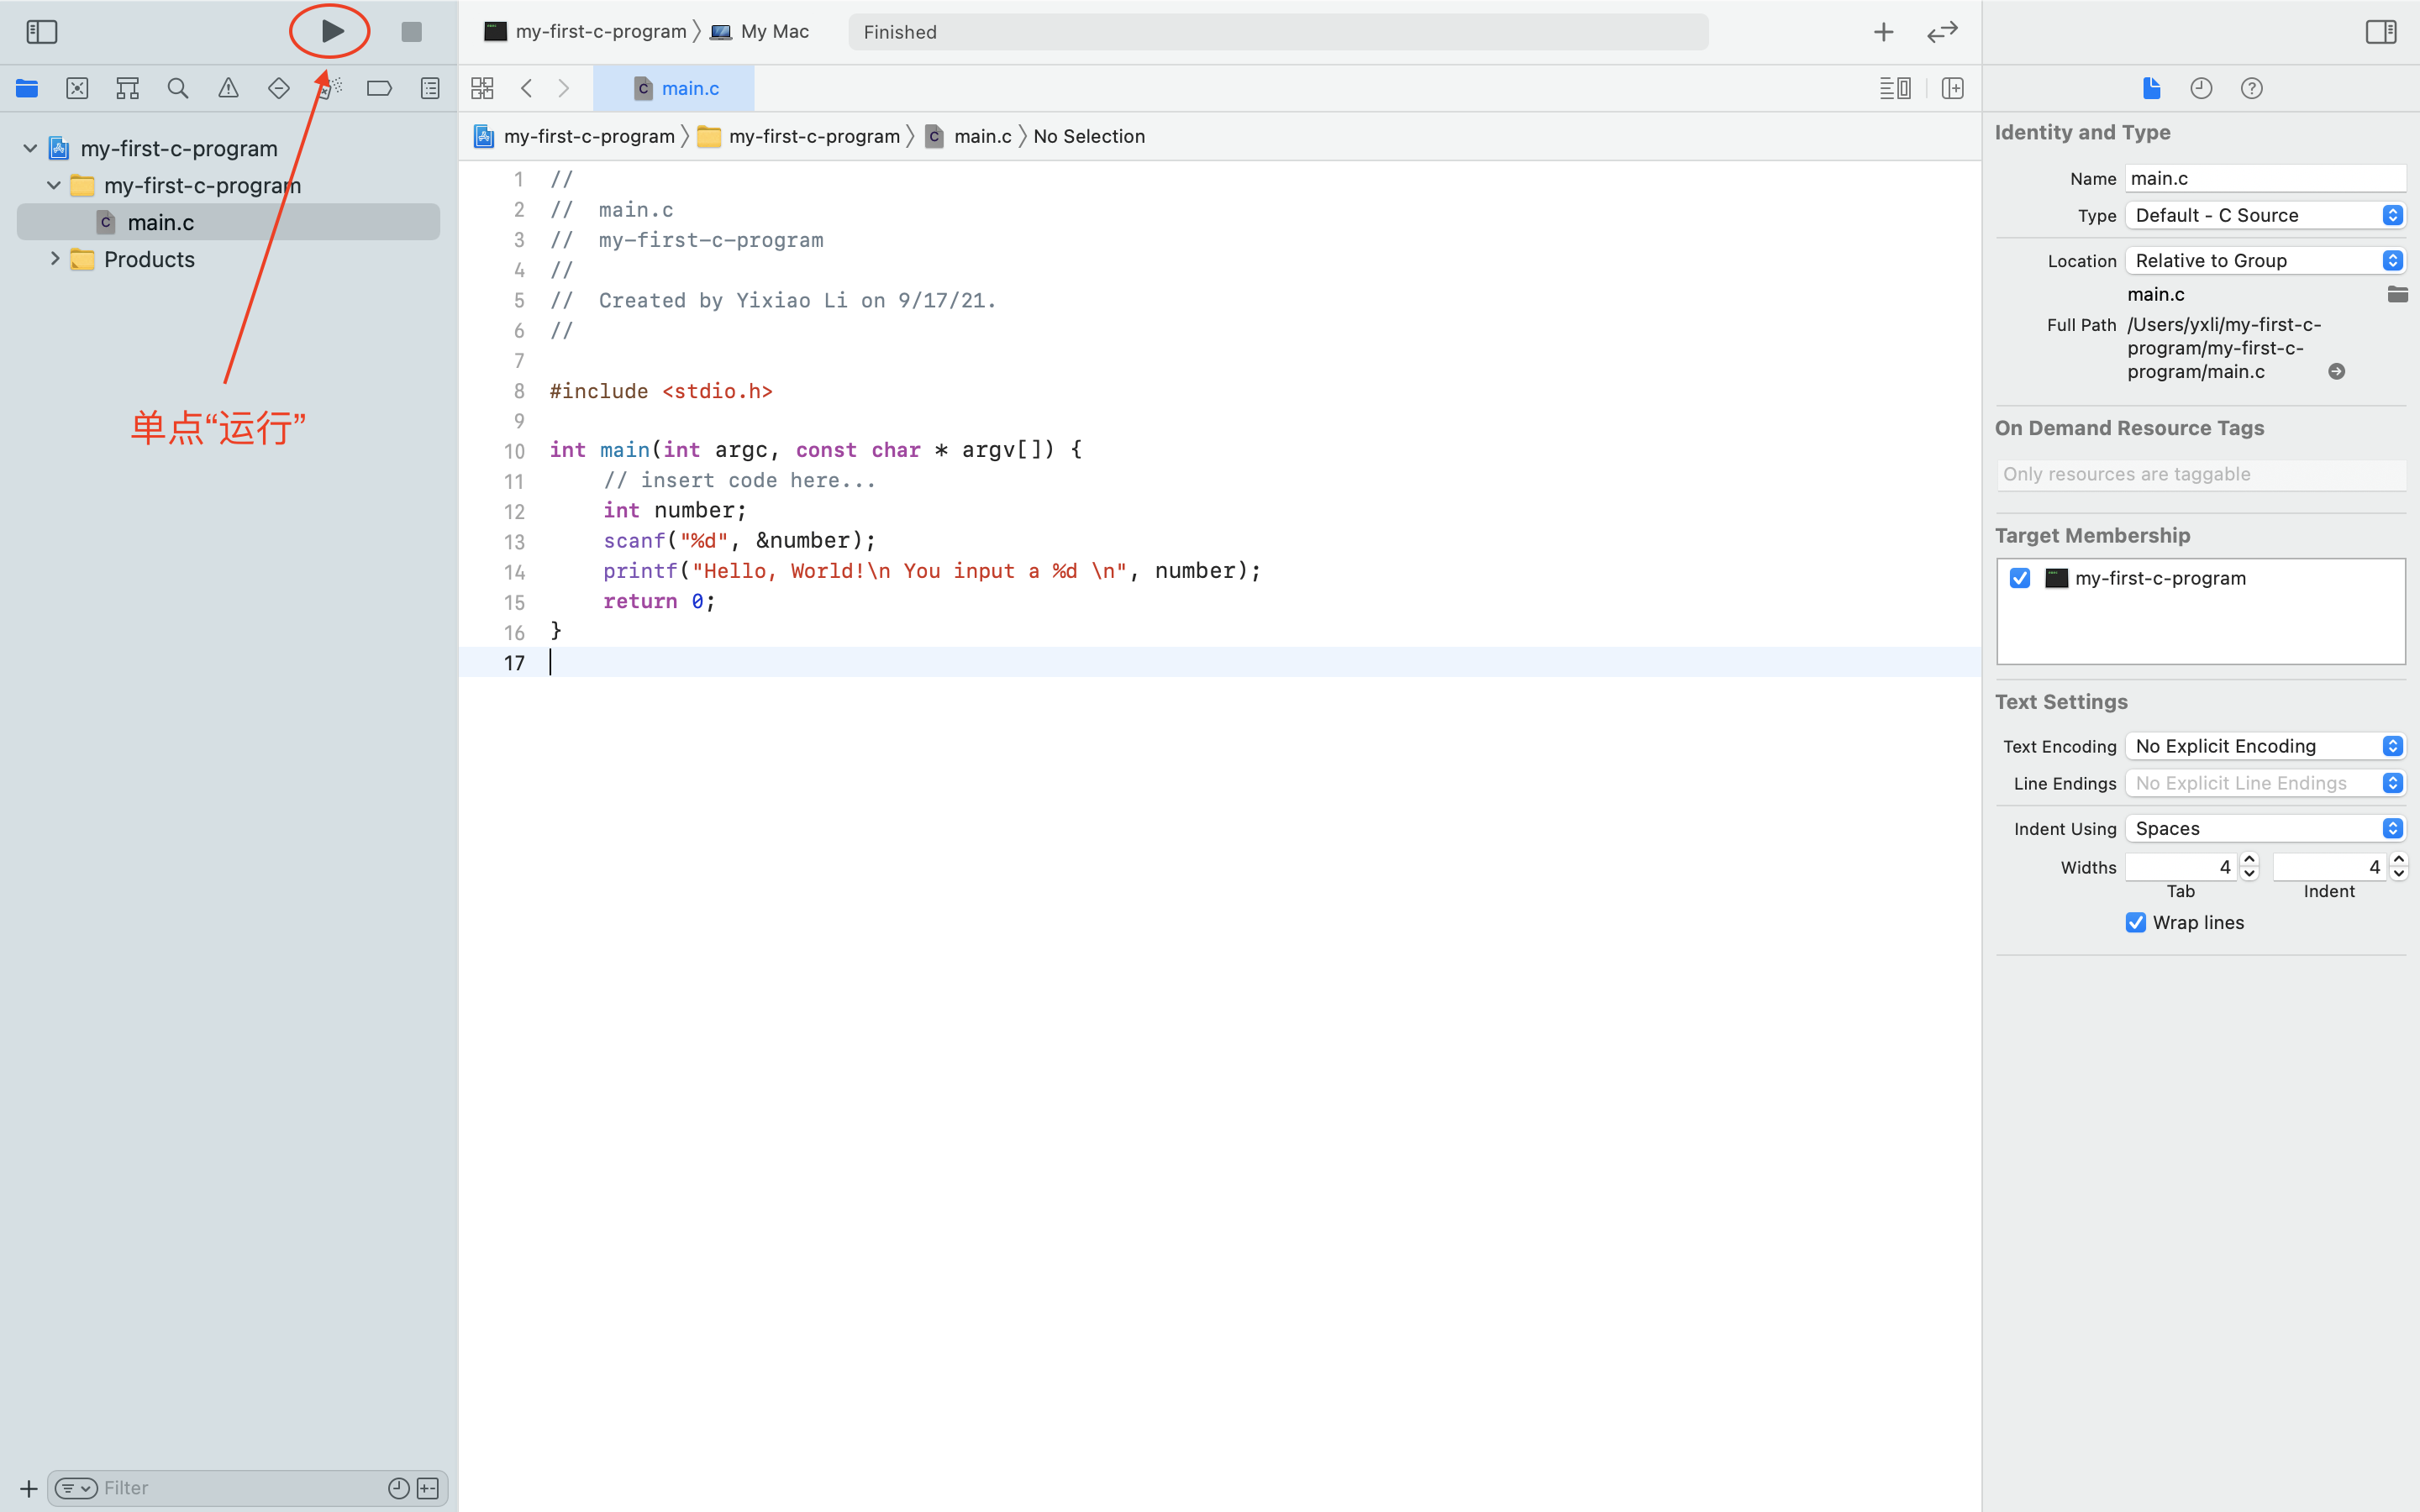 my-first-c-program 〉 My Mac
Finished
main.c
my-first-c-program
my-first-c-program
main.c
Products
单点“运行”
Filter
my-first-c-program 〉 my-first-c-program 〉 main.c 〉 No Selection
1 //
2 //  main.c
3 //  my-first-c-program
4 //
5 //  Created by Yixiao Li on 9/17/21.
6 //
7
8 #include <stdio.h>
9
10 int main(int argc, const char * argv[]) {
11     // insert code here...
12     int number;
13     scanf("%d", &number);
14     printf("Hello, World!\n You input a %d \n", number);
15     return 0;
16 }
17
Identity and Type
Name main.c
Type Default - C Source
Location Relative to Group
main.c
Full Path /Users/yxli/my-first-c-
program/my-first-c-
program/main.c
On Demand Resource Tags
Only resources are taggable
Target Membership
my-first-c-program
Text Settings
Text Encoding No Explicit Encoding
Line Endings No Explicit Line Endings
Indent Using Spaces
Widths 4 4
Tab Indent
Wrap lines